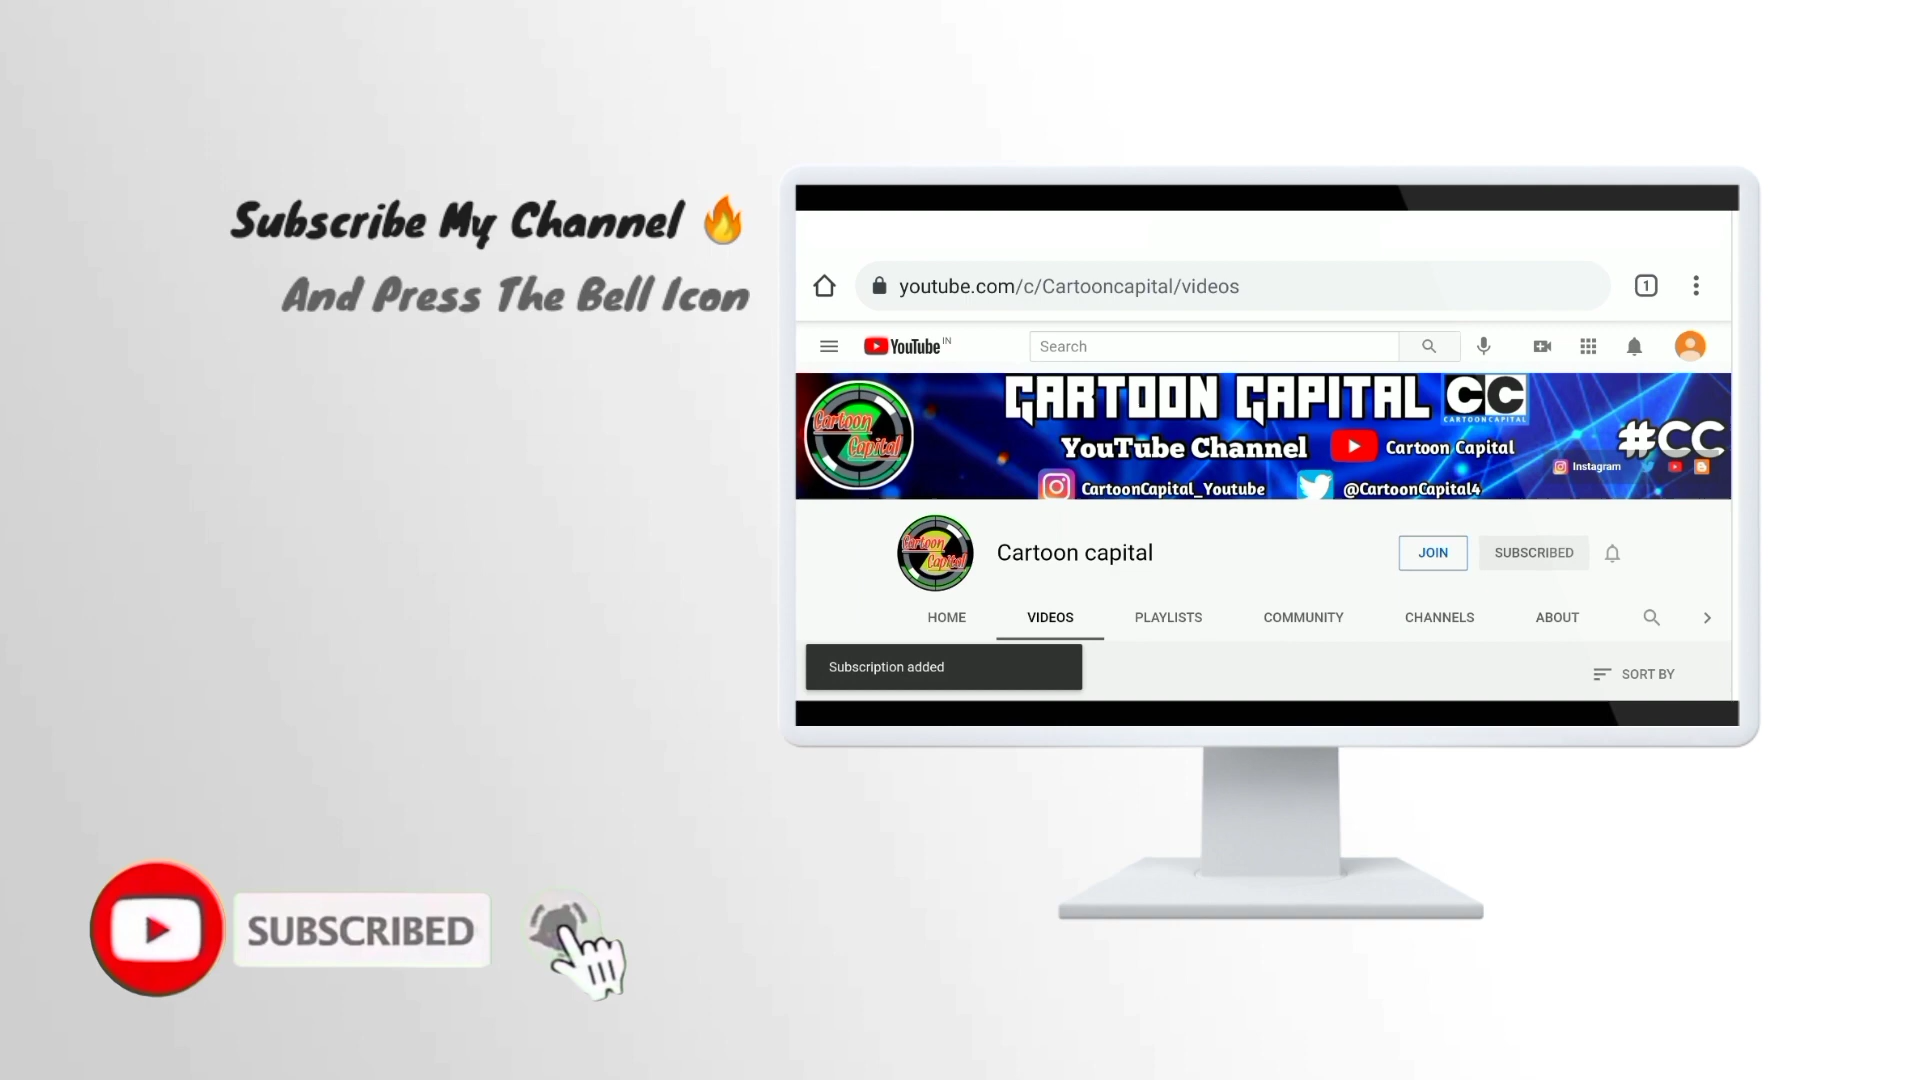 Subscribe My Channel 🔥
And Press The Bell Icon
youtube.com/c/Cartooncapital/videos
1
YouTube IN
Search
CARTOON CAPITAL CC
CARTOONCAPITAL
Cartoon
Capital
YouTube Channel
Cartoon Capital
#CC
Instagram
CartoonCapital_Youtube
@CartoonCapital4
Cartoon
Capital
Cartoon capital
JOIN
SUBSCRIBED
HOME
VIDEOS
PLAYLISTS
COMMUNITY
CHANNELS
ABOUT
Subscription added
SORT BY
SUBSCRIBED